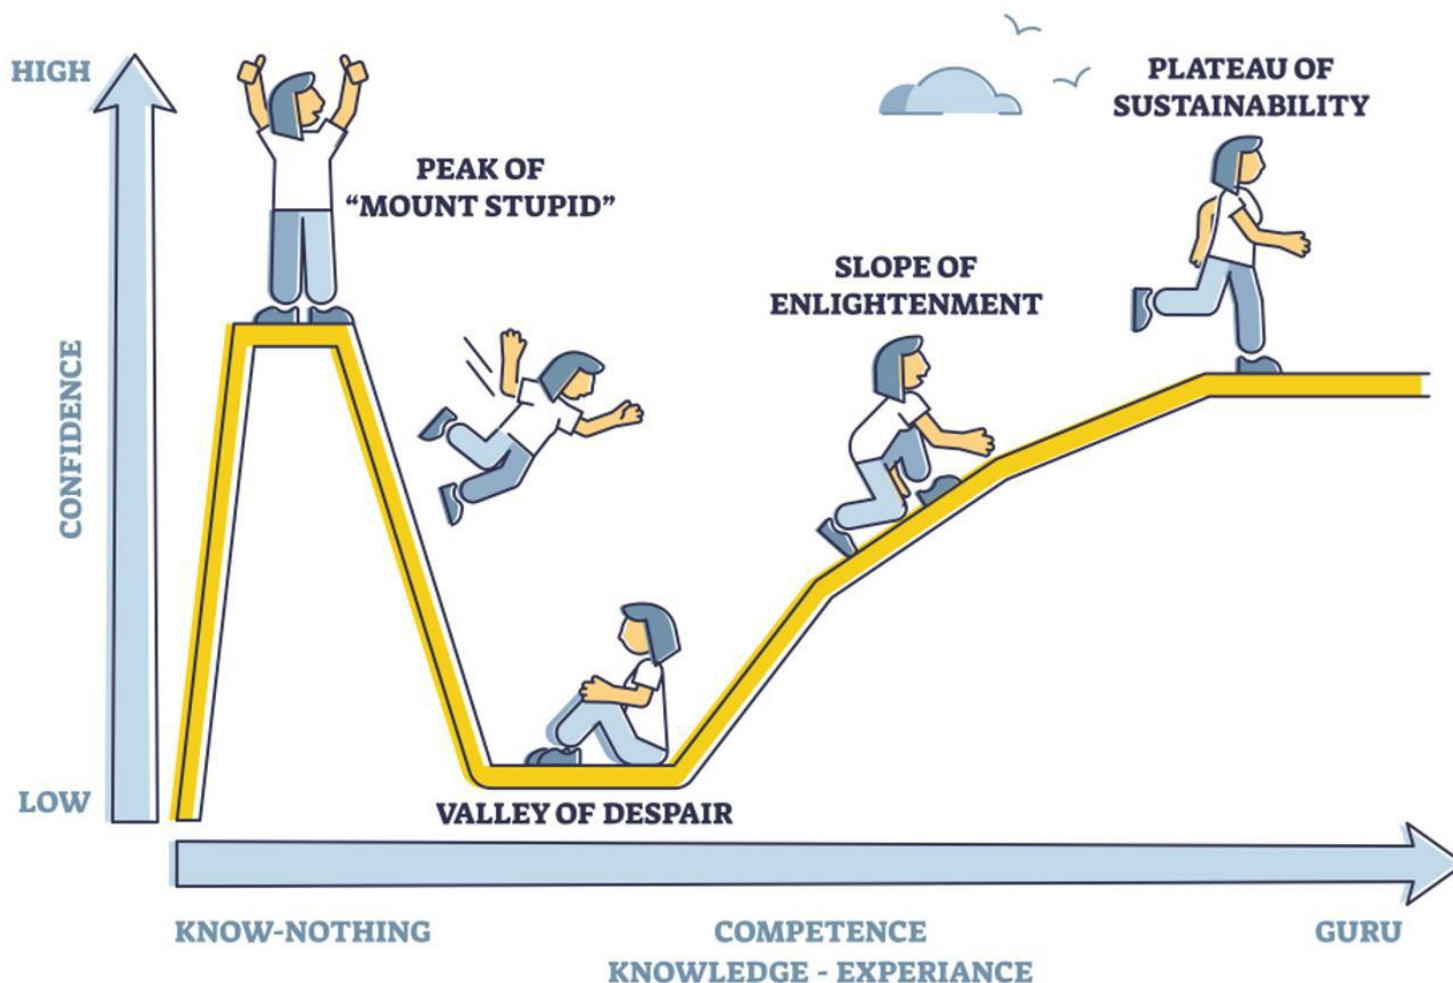 HIGH
PLATEAU OF
SUSTAINABILITY
PEAK OF
“MOUNT STUPID”
SLOPE OF
ENLIGHTENMENT
CONFIDENCE
LOW
VALLEY OF DESPAIR
KNOW-NOTHING
COMPETENCE
GURU
KNOWLEDGE - EXPERIANCE